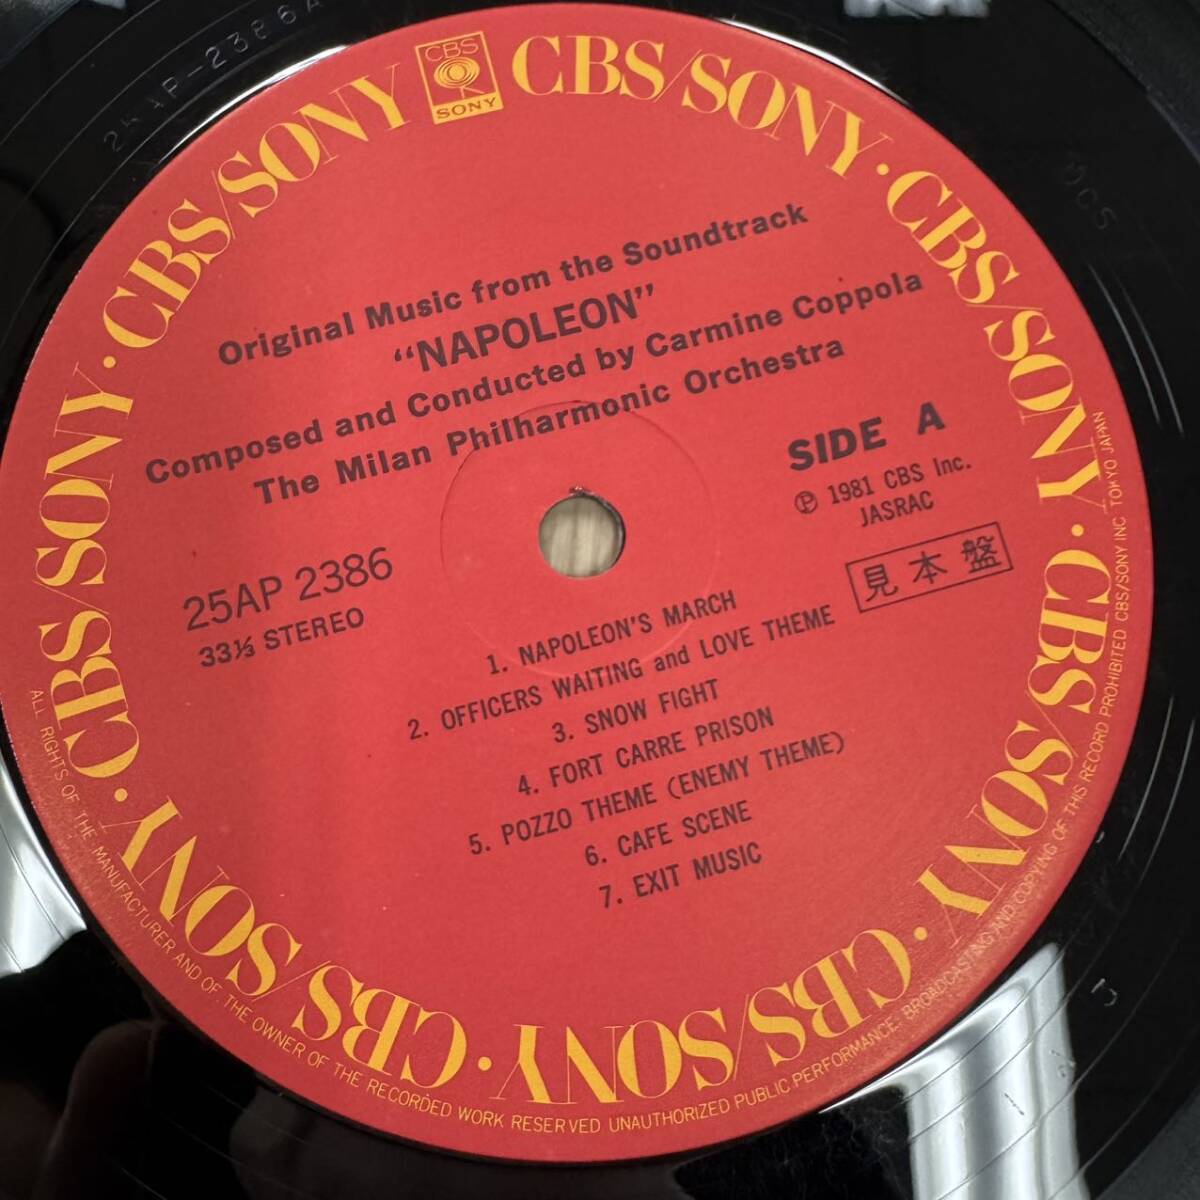 CBS
SONY
CBS/SONY · CBS/SONY · CBS/SONY · CBS/SONY · CBS/SONY · CBS/SONY · CBS/SONY · CBS/SONY
Original Music from the Soundtrack
“NAPOLEON”
Composed and Conducted by Carmine Coppola
The Milan Philharmonic Orchestra
SIDE A
Ⓟ 1981 CBS Inc.
JASRAC
見本盤
25AP 2386
33⅓ STEREO
1. NAPOLEON'S MARCH
2. OFFICERS WAITING and LOVE THEME
3. SNOW FIGHT
4. FORT CARRE PRISON
5. POZZO THEME (ENEMY THEME)
6. CAFE SCENE
7. EXIT MUSIC
ALL RIGHTS OF THE MANUFACTURER AND OF THE OWNER OF THE RECORDED WORK RESERVED UNAUTHORIZED PUBLIC PERFORMANCE, BROADCASTING AND COPYING OF THIS RECORD PROHIBITED CBS/SONY INC. TOKYO JAPAN